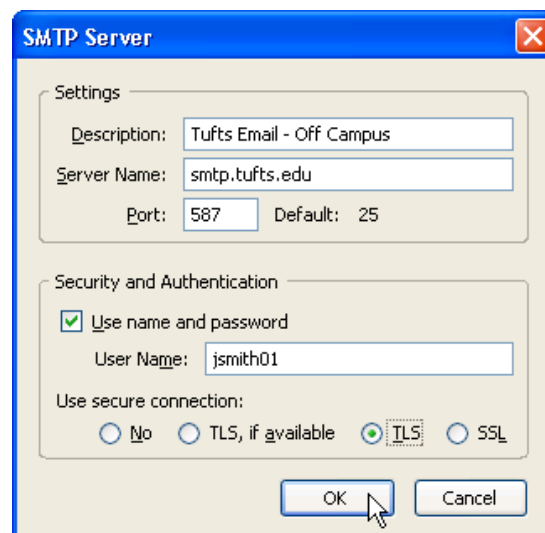 SMTP Server
Settings
Description: Tufts Email - Off Campus
Server Name: smtp.tufts.edu
Port: 587 Default: 25
Security and Authentication
Use name and password
User Name: jsmith01
Use secure connection:
No TLS, if available TLS SSL
OK Cancel